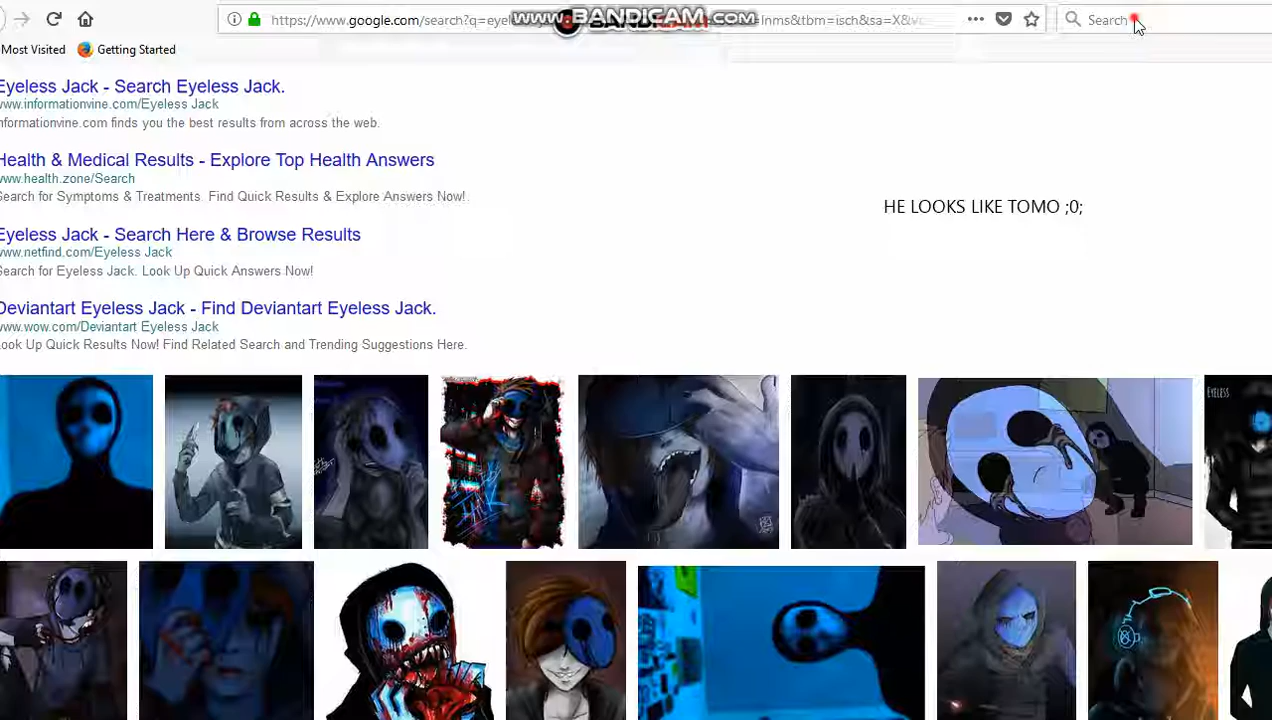 https://www.google.com/search?q=eyel
www.BANDICAM.com
lnms&tbm=isch&sa=X&v
Search
Most Visited
Getting Started
Eyeless Jack - Search Eyeless Jack.
www.informationvine.com/Eyeless Jack
nformationvine.com finds you the best results from across the web.
Health & Medical Results - Explore Top Health Answers
www.health.zone/Search
Search for Symptoms & Treatments. Find Quick Results & Explore Answers Now!.
HE LOOKS LIKE TOMO ;0;
Eyeless Jack - Search Here & Browse Results
www.netfind.com/Eyeless Jack
Search for Eyeless Jack. Look Up Quick Answers Now!
Deviantart Eyeless Jack - Find Deviantart Eyeless Jack.
www.wow.com/Deviantart Eyeless Jack
Look Up Quick Results Now! Find Related Search and Trending Suggestions Here.
EYELESS